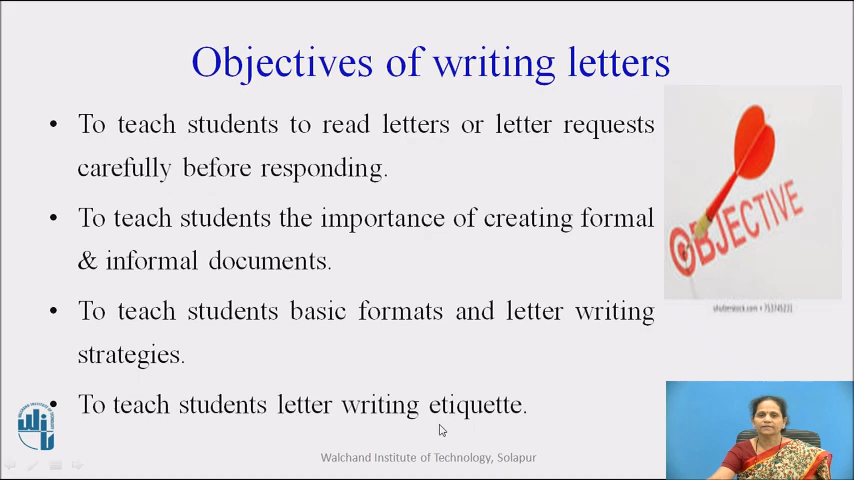 Objectives of writing letters
• To teach students to read letters or letter requests
carefully before responding.
• To teach students the importance of creating formal
& informal documents.
• To teach students basic formats and letter writing
strategies.
• To teach students letter writing etiquette.
OBJECTIVE
Walchand Institute of Technology, Solapur